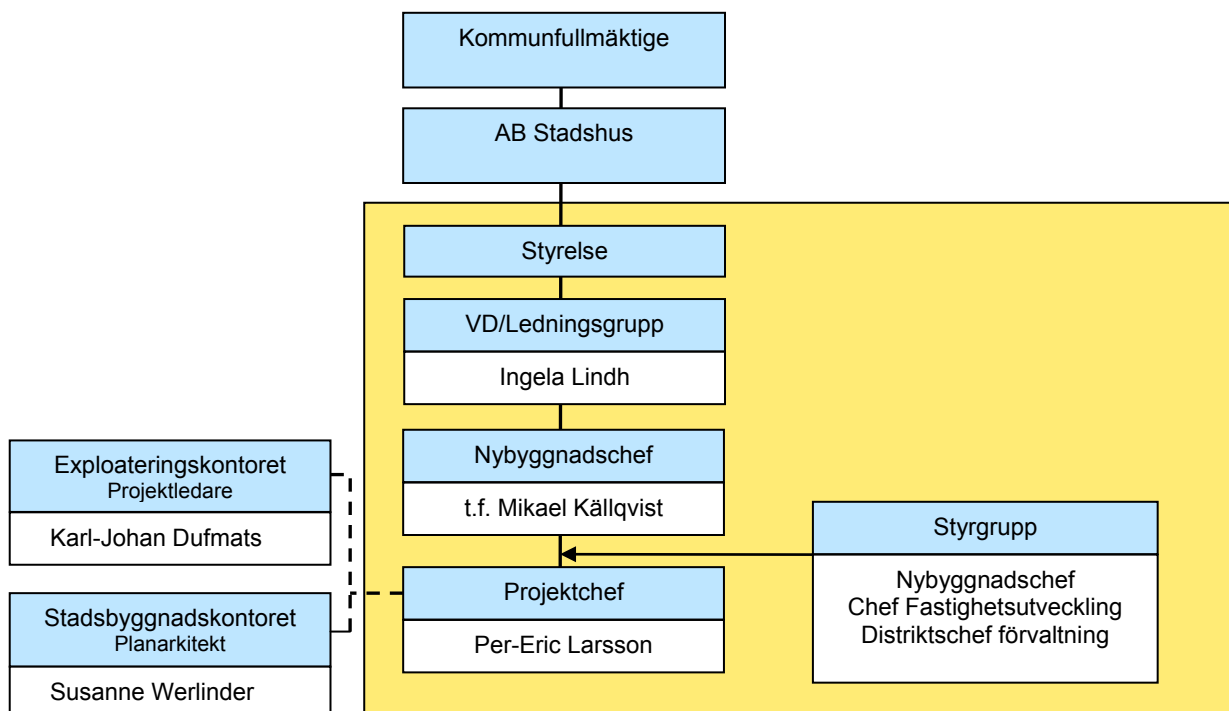 Kommunfullmäktige
AB Stadshus
Styrelse
VD/Ledningsgrupp
Ingela Lindh
Nybyggnadschef
t.f. Mikael Källqvist
Exploateringskontoret
Projektledare
Karl-Johan Dufmats
Styrgrupp
Nybyggnadschef
Chef Fastighetsutveckling
Distriktschef förvaltning
Projektchef
Per-Eric Larsson
Stadsbyggnadskontoret
Planarkitekt
Susanne Werlinder